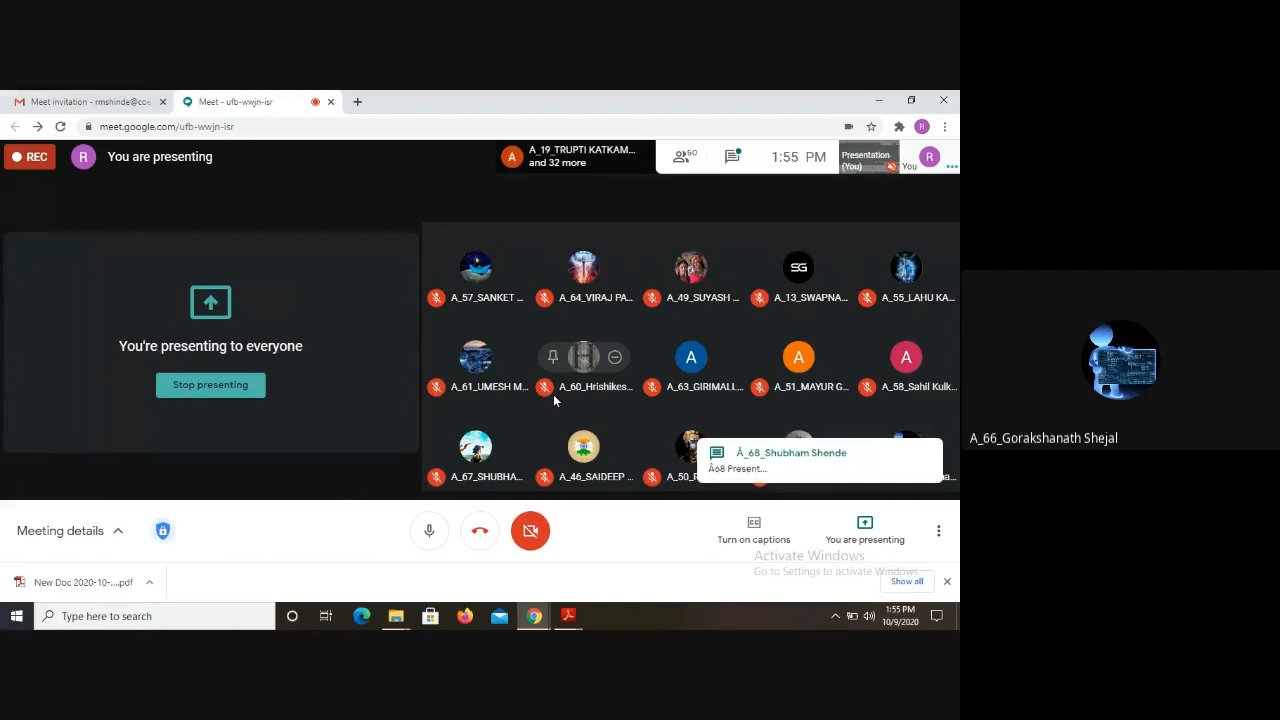 Meet invitation - rmshinde@coe
Meet - ufb-wwjn-isr
meet.google.com/ufb-wwjn-isr
R
REC
R
You are presenting
A
A_19_TRUPTI KATKAM...
and 32 more
50
1:55 PM
Presentation
(You)
You
R
SG
A_57_SANKET ...
A_64_VIRAJ PA...
A_49_SUYASH ...
A_13_SWAPNA...
A_55_LAHU KA...
You're presenting to everyone
Stop presenting
A
A
A
A_61_UMESH M...
A_60_Hrishikes...
A_63_GIRIMALL...
A_51_MAYUR G...
A_58_Sahil Kulk...
A_67_SHUBHA...
A_46_SAIDEEP ...
Â_68_Shubham Shende
Â68 Present...
A_66_Gorakshanath Shejal
Meeting details
CC
Turn on captions
You are presenting
Activate Windows
Go to Settings to activate Windows.
New Doc 2020-10-....pdf
Show all
Type here to search
1:55 PM
10/9/2020